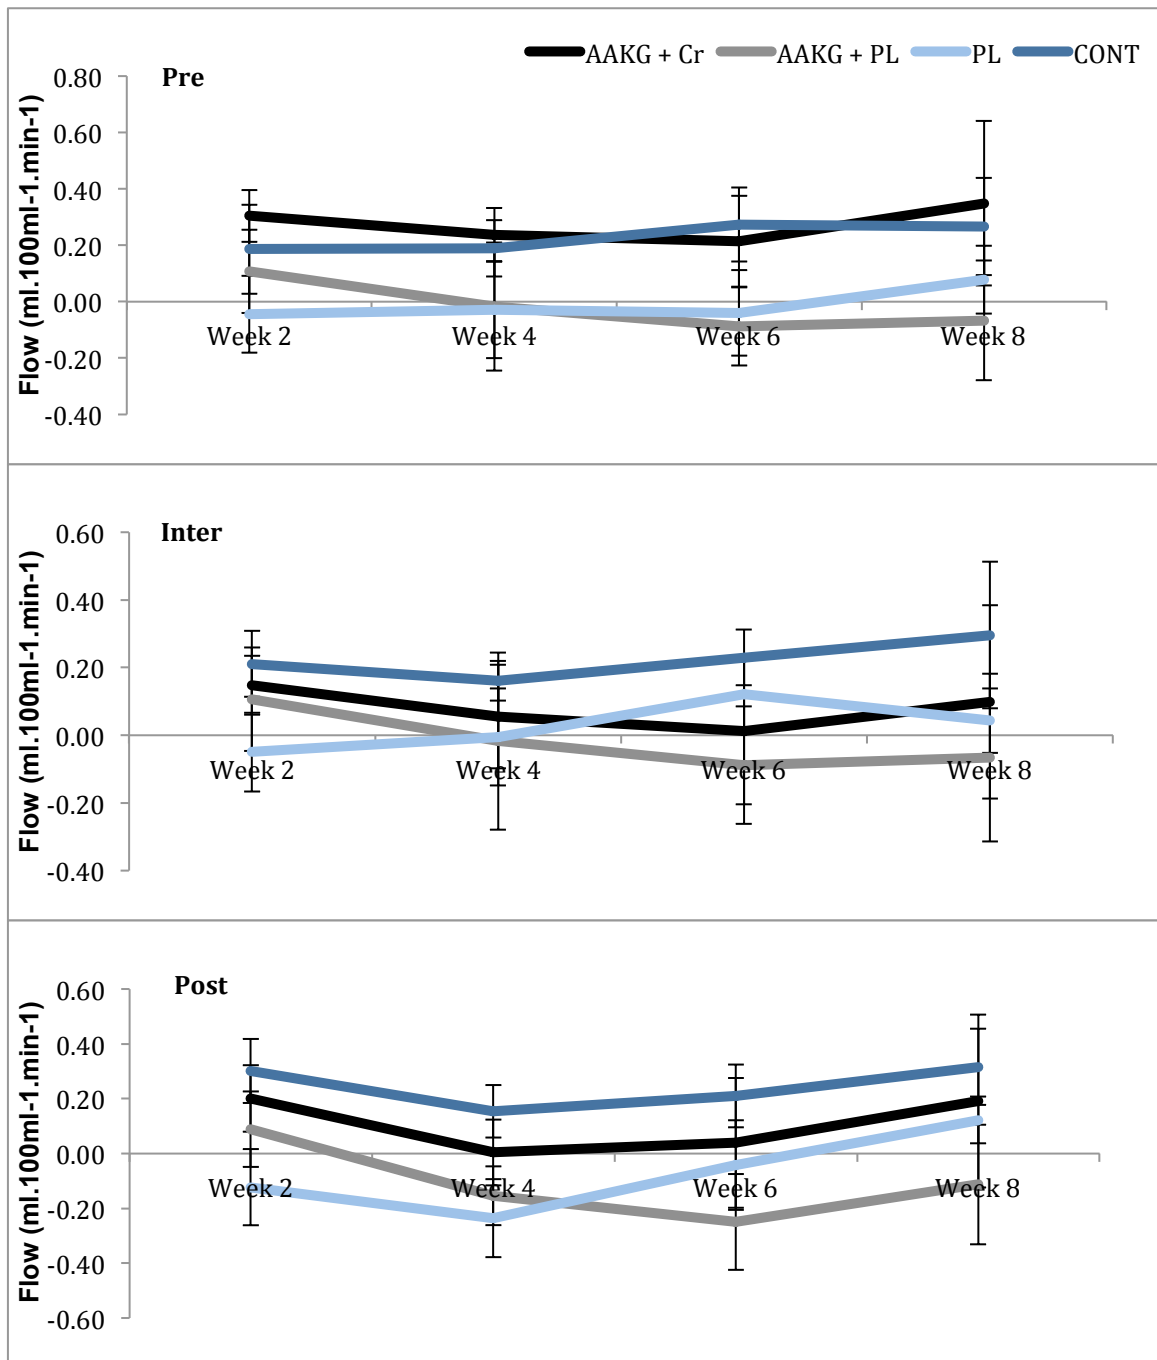 AAKG + Cr AAKG + PL PL CONT
Pre
Flow (ml.100ml-1.min-1)
0.80
0.60
0.40
0.20
0.00
-0.20
-0.40
Week 2 Week 4 Week 6 Week 8
Inter
Flow (ml.100ml-1.min-1)
0.60
0.40
0.20
0.00
-0.20
-0.40
Week 2 Week 4 Week 6 Week 8
Post
Flow (ml.100ml-1.min-1)
0.60
0.40
0.20
0.00
-0.20
-0.40
-0.60
Week 2 Week 4 Week 6 Week 8